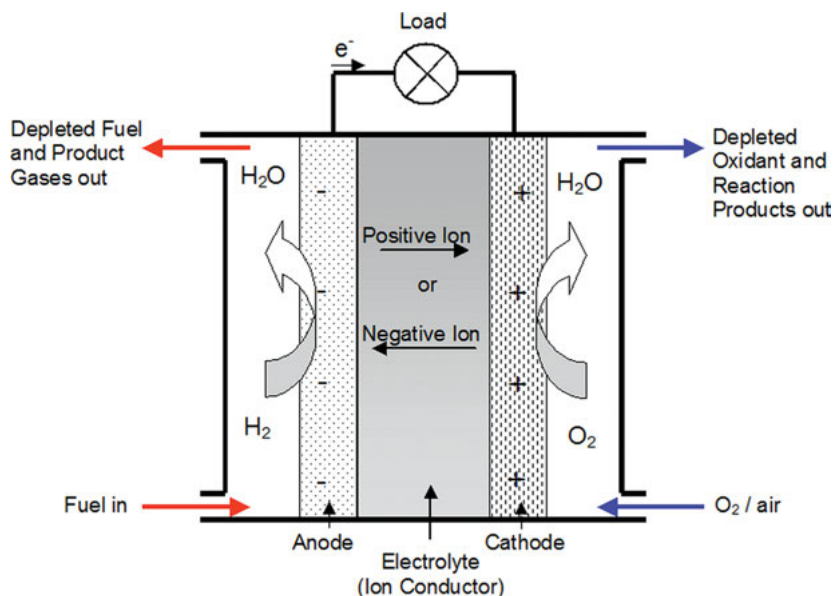 Load
e-
Depleted Fuel
and Product
Gases out
Depleted
Oxidant and
Reaction
Products out
H2O
H2O
-
+
Positive Ion
or
-
+
Negative Ion
-
+
H2
O2
-
+
Fuel in
O2 / air
Anode
Electrolyte
(Ion Conductor)
Cathode